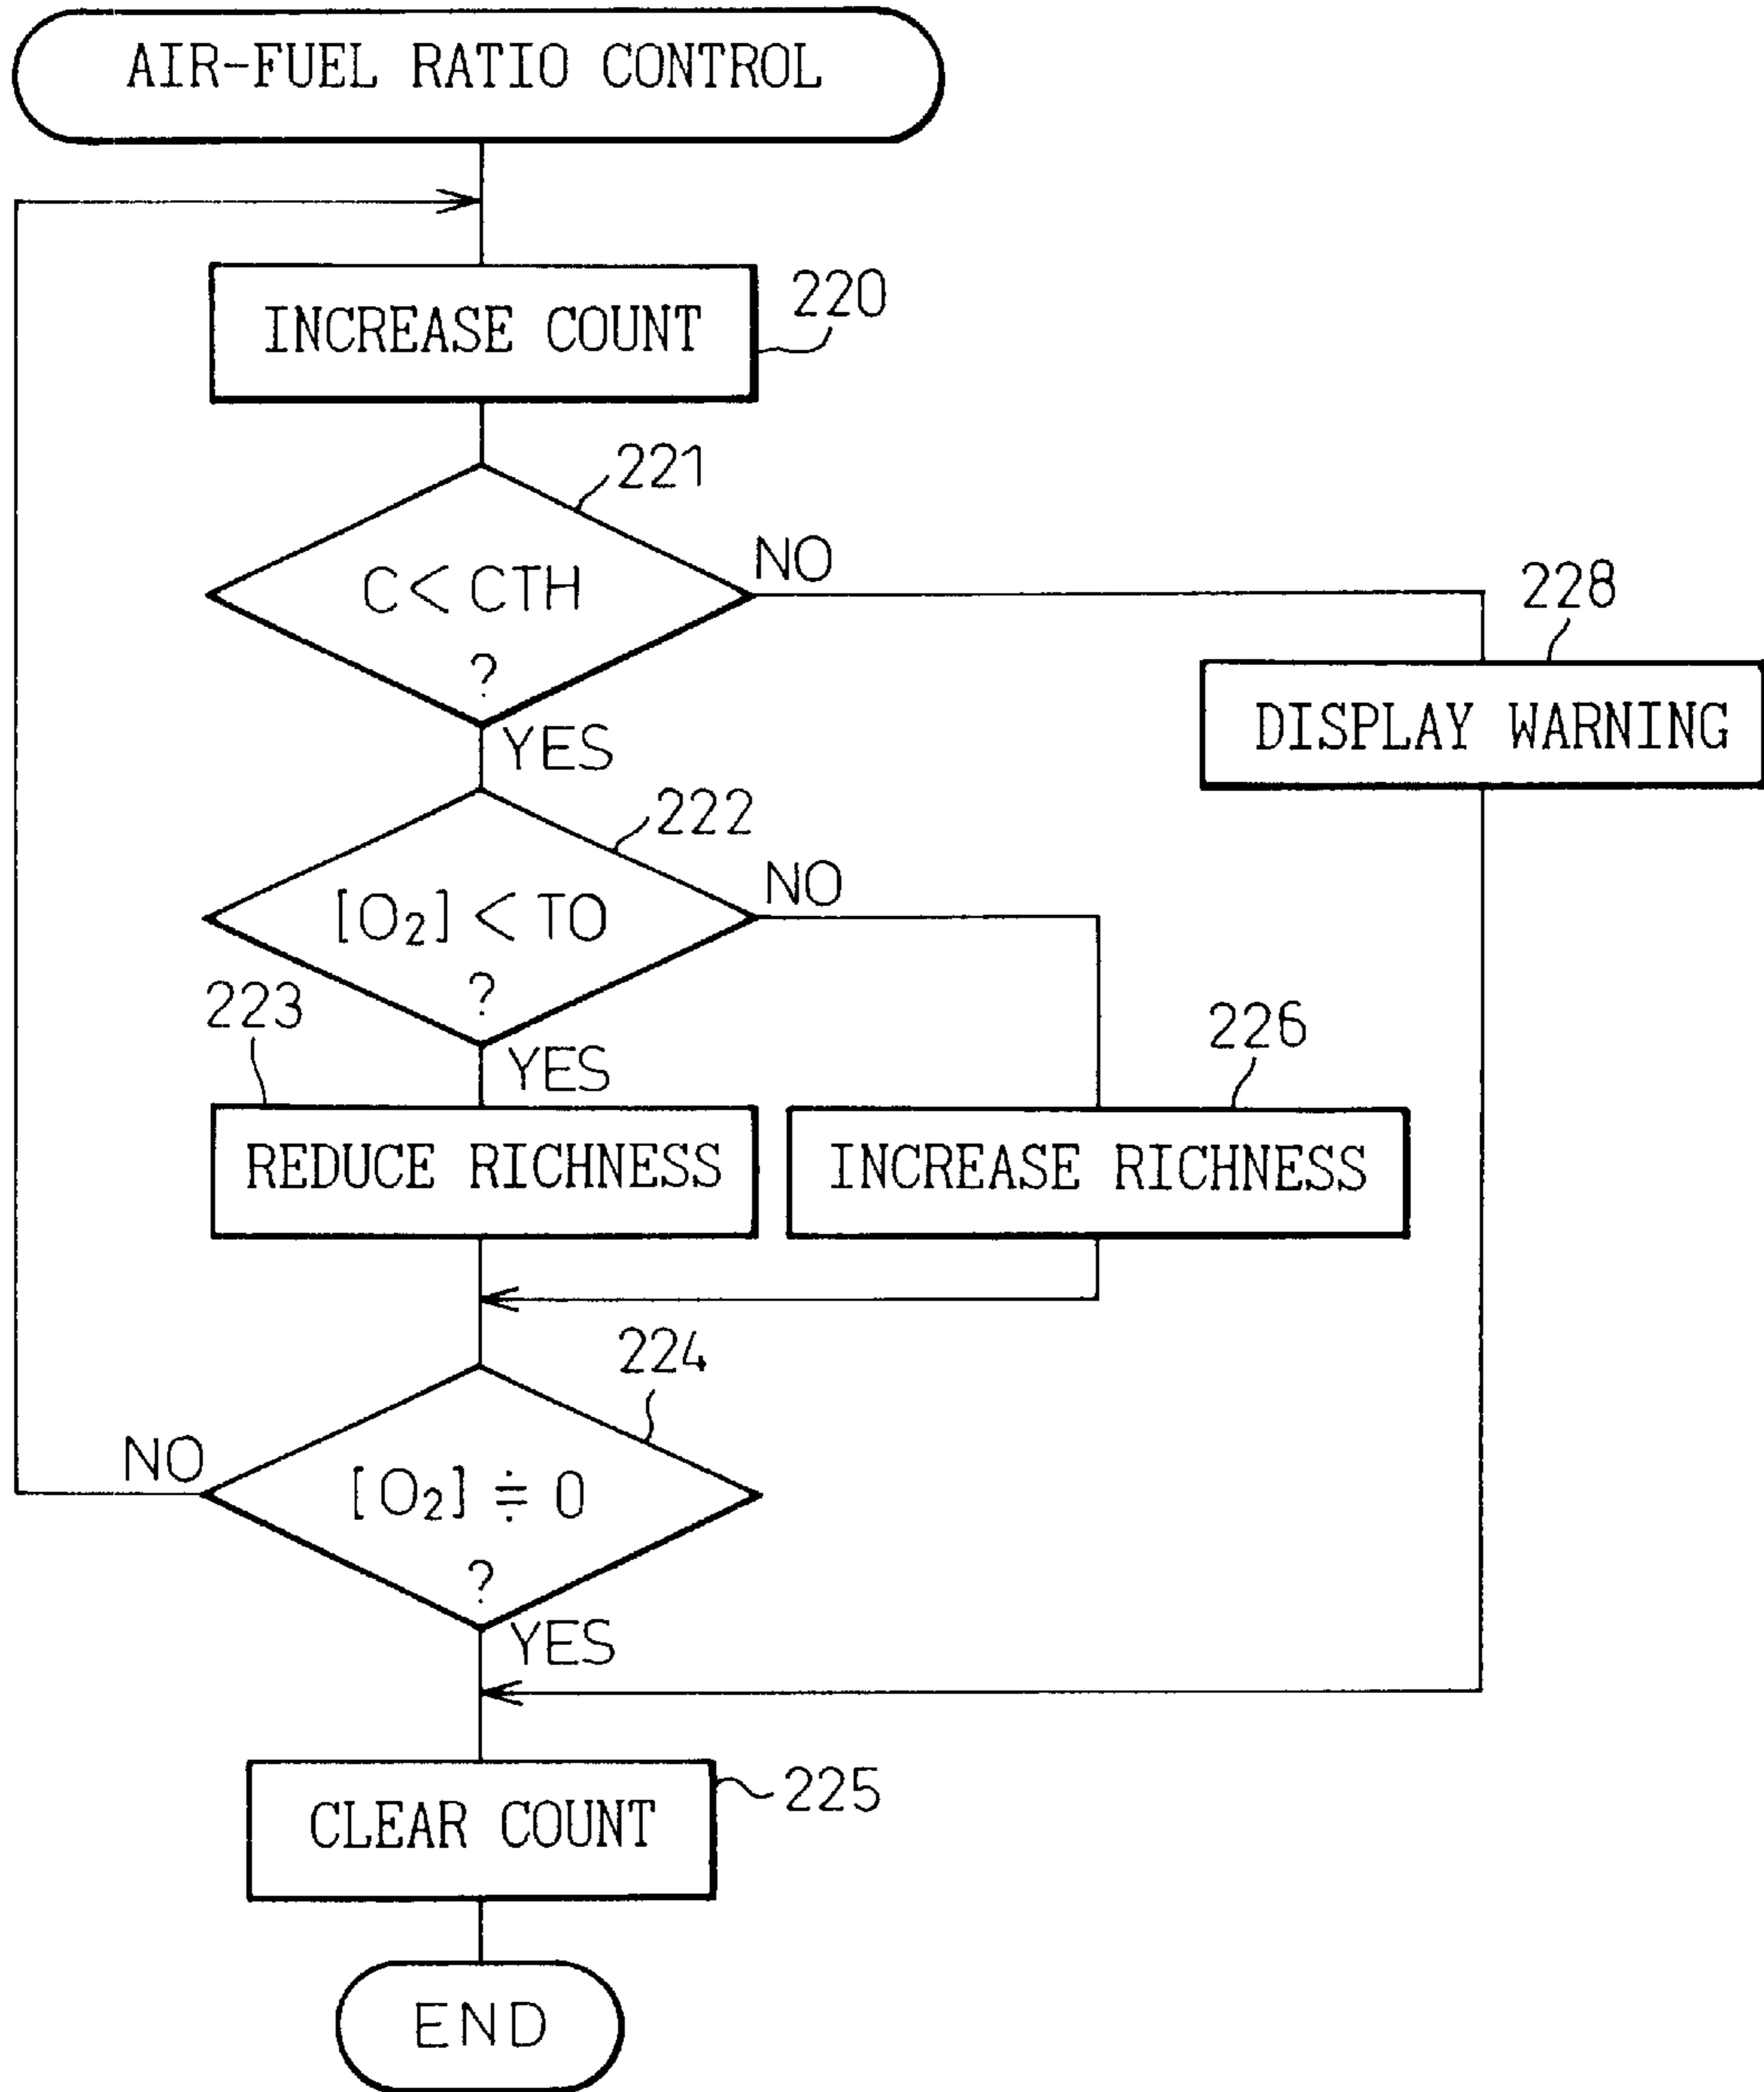 AIR-FUEL RATIO CONTROL
INCREASE COUNT
220
221
C < CTH
?
NO
YES
228
DISPLAY WARNING
222
[O₂] < TO
?
NO
YES
223
REDUCE RICHNESS
226
INCREASE RICHNESS
224
[O₂] ≑ 0
?
NO
YES
CLEAR COUNT
225
END